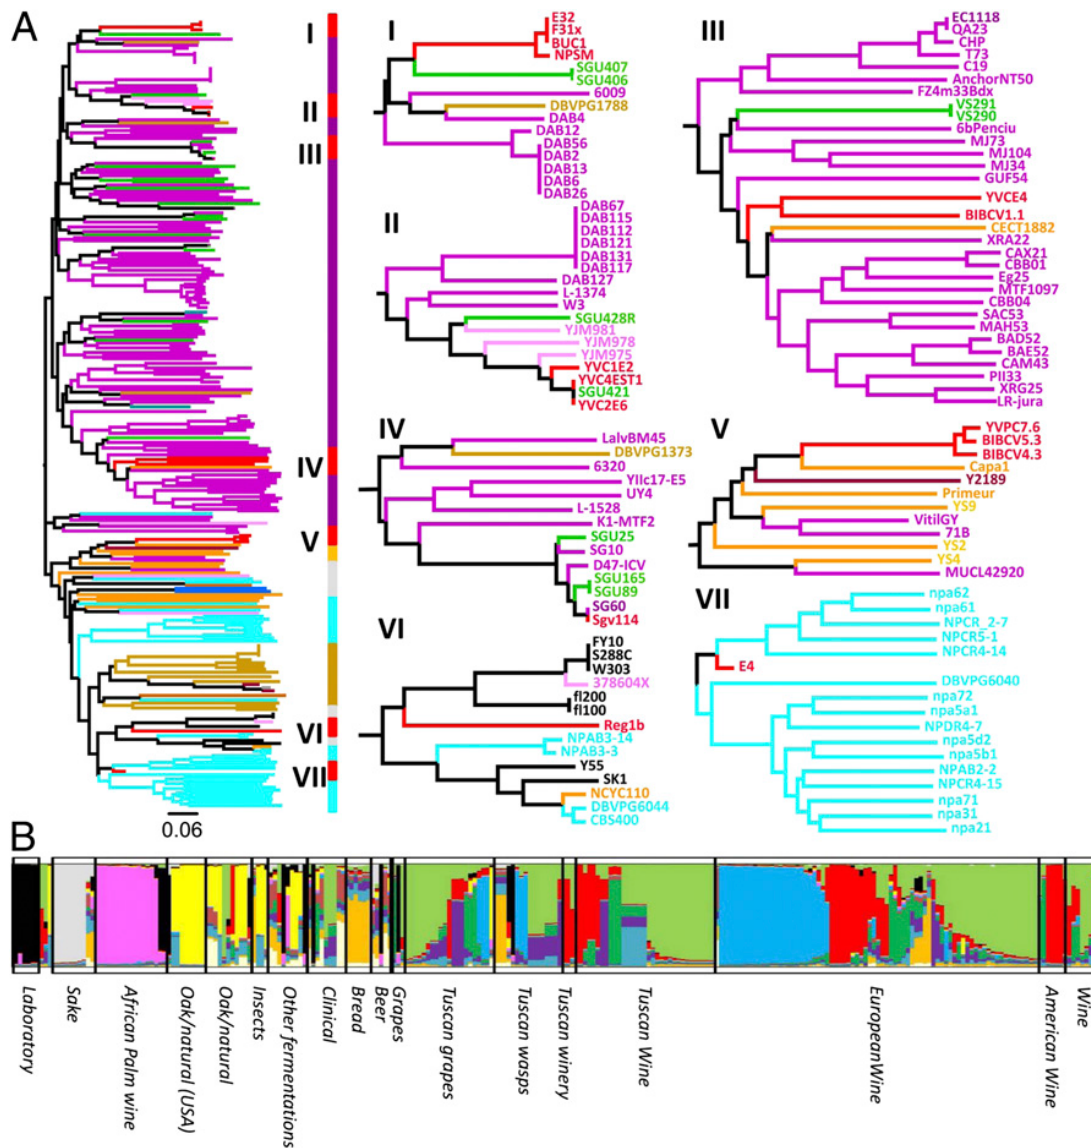 A
I
II
III
IV
V
VI
VII
0.06
I
E32
F31x
BUC1
NPSM
SGU407
SGU406
6009
DBVPG1788
DAB4
DAB12
DAB56
DAB2
DAB13
DAB6
DAB26
II
DAB67
DAB115
DAB112
DAB121
DAB131
DAB117
DAB127
L-1374
W3
SGU428R
YJM981
YJM978
YJM975
YVC1E2
YVC4EST1
SGU421
YVC2E6
IV
LalvBM45
DBVPG1373
6320
YIIc17-E5
UY4
L-1528
K1-MTF2
SGU25
SG10
D47-ICV
SGU165
SGU89
SG60
Sgv114
VI
FY10
S288C
W303
378604X
fl200
fl100
Reg1b
NPAB3-14
NPAB3-3
Y55
SK1
NCYC110
DBVPG6044
CBS400
III
EC1118
QA23
CHP
T73
C19
AnchorNT50
FZ4m33Bdx
VS291
VS290
6bPenciu
MJ73
MJ104
MJ34
GUF54
YVCE4
BIBCV1.1
CECT1882
XRA22
CAX21
CBB01
Eg25
MTF1097
CBB04
SAC53
MAH53
BAD52
BAE52
CAM43
PII33
XRG25
LR-jura
V
YVPC7.6
BIBCV5.3
BIBCV4.3
Capa1
Y2189
Primeur
YS9
VitilGY
71B
YS2
YS4
MUCL42920
VII
npa62
npa61
NPCR_2-7
NPCR5-1
NPCR4-14
E4
DBVPG6040
npa72
npa5a1
NPDR4-7
npa5d2
npa5b1
NPAB2-2
NPCR4-15
npa71
npa31
npa21
B
Laboratory
Sake
African Palm wine
Oak/natural (USA)
Oak/natural
Insects
Other fermentations
Clinical
Bread
Beer
Grapes
Tuscan grapes
Tuscan wasps
Tuscan winery
Tuscan Wine
EuropeanWine
American Wine
Wine